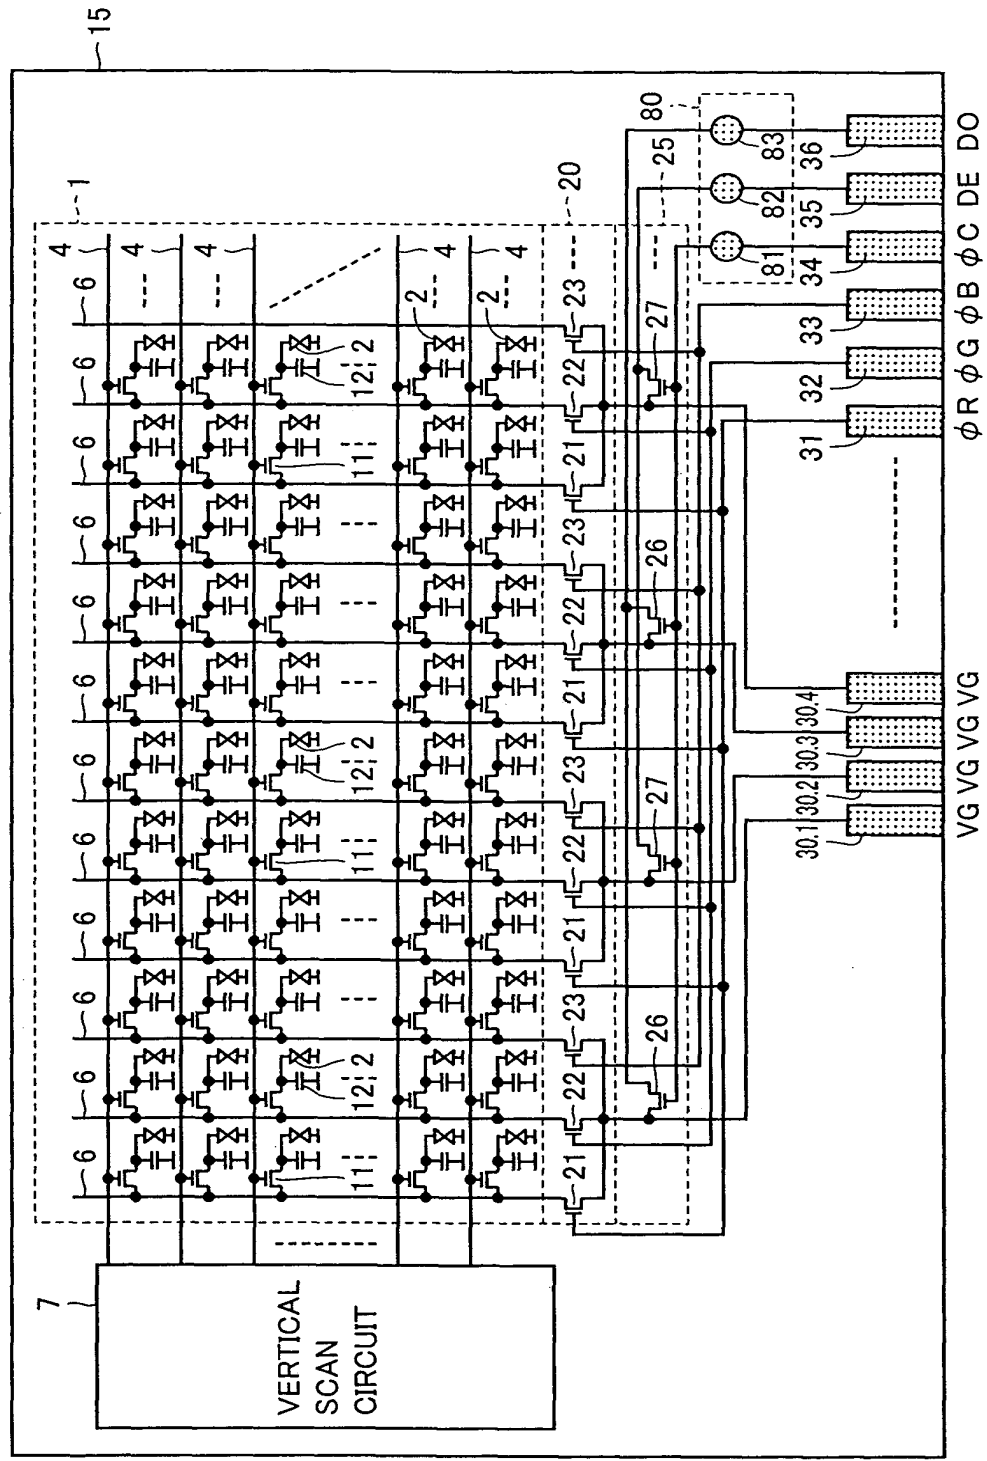 15
7
6 6 6 6 6 6 6 6 6 6 6 6 1
4
4
4
VERTICAL
SCAN
CIRCUIT
11 12 2 11 12 2 11 12 2
2
4
2
4
21 22 23 21 22 23 21 22 23 21 22 23 20
26 27 26 27 25 80
81 82 83
30.1 30.2 30.3 30.4 31 32 33 34 35 36
VG VG VG VG φR φG φB φC DE DO